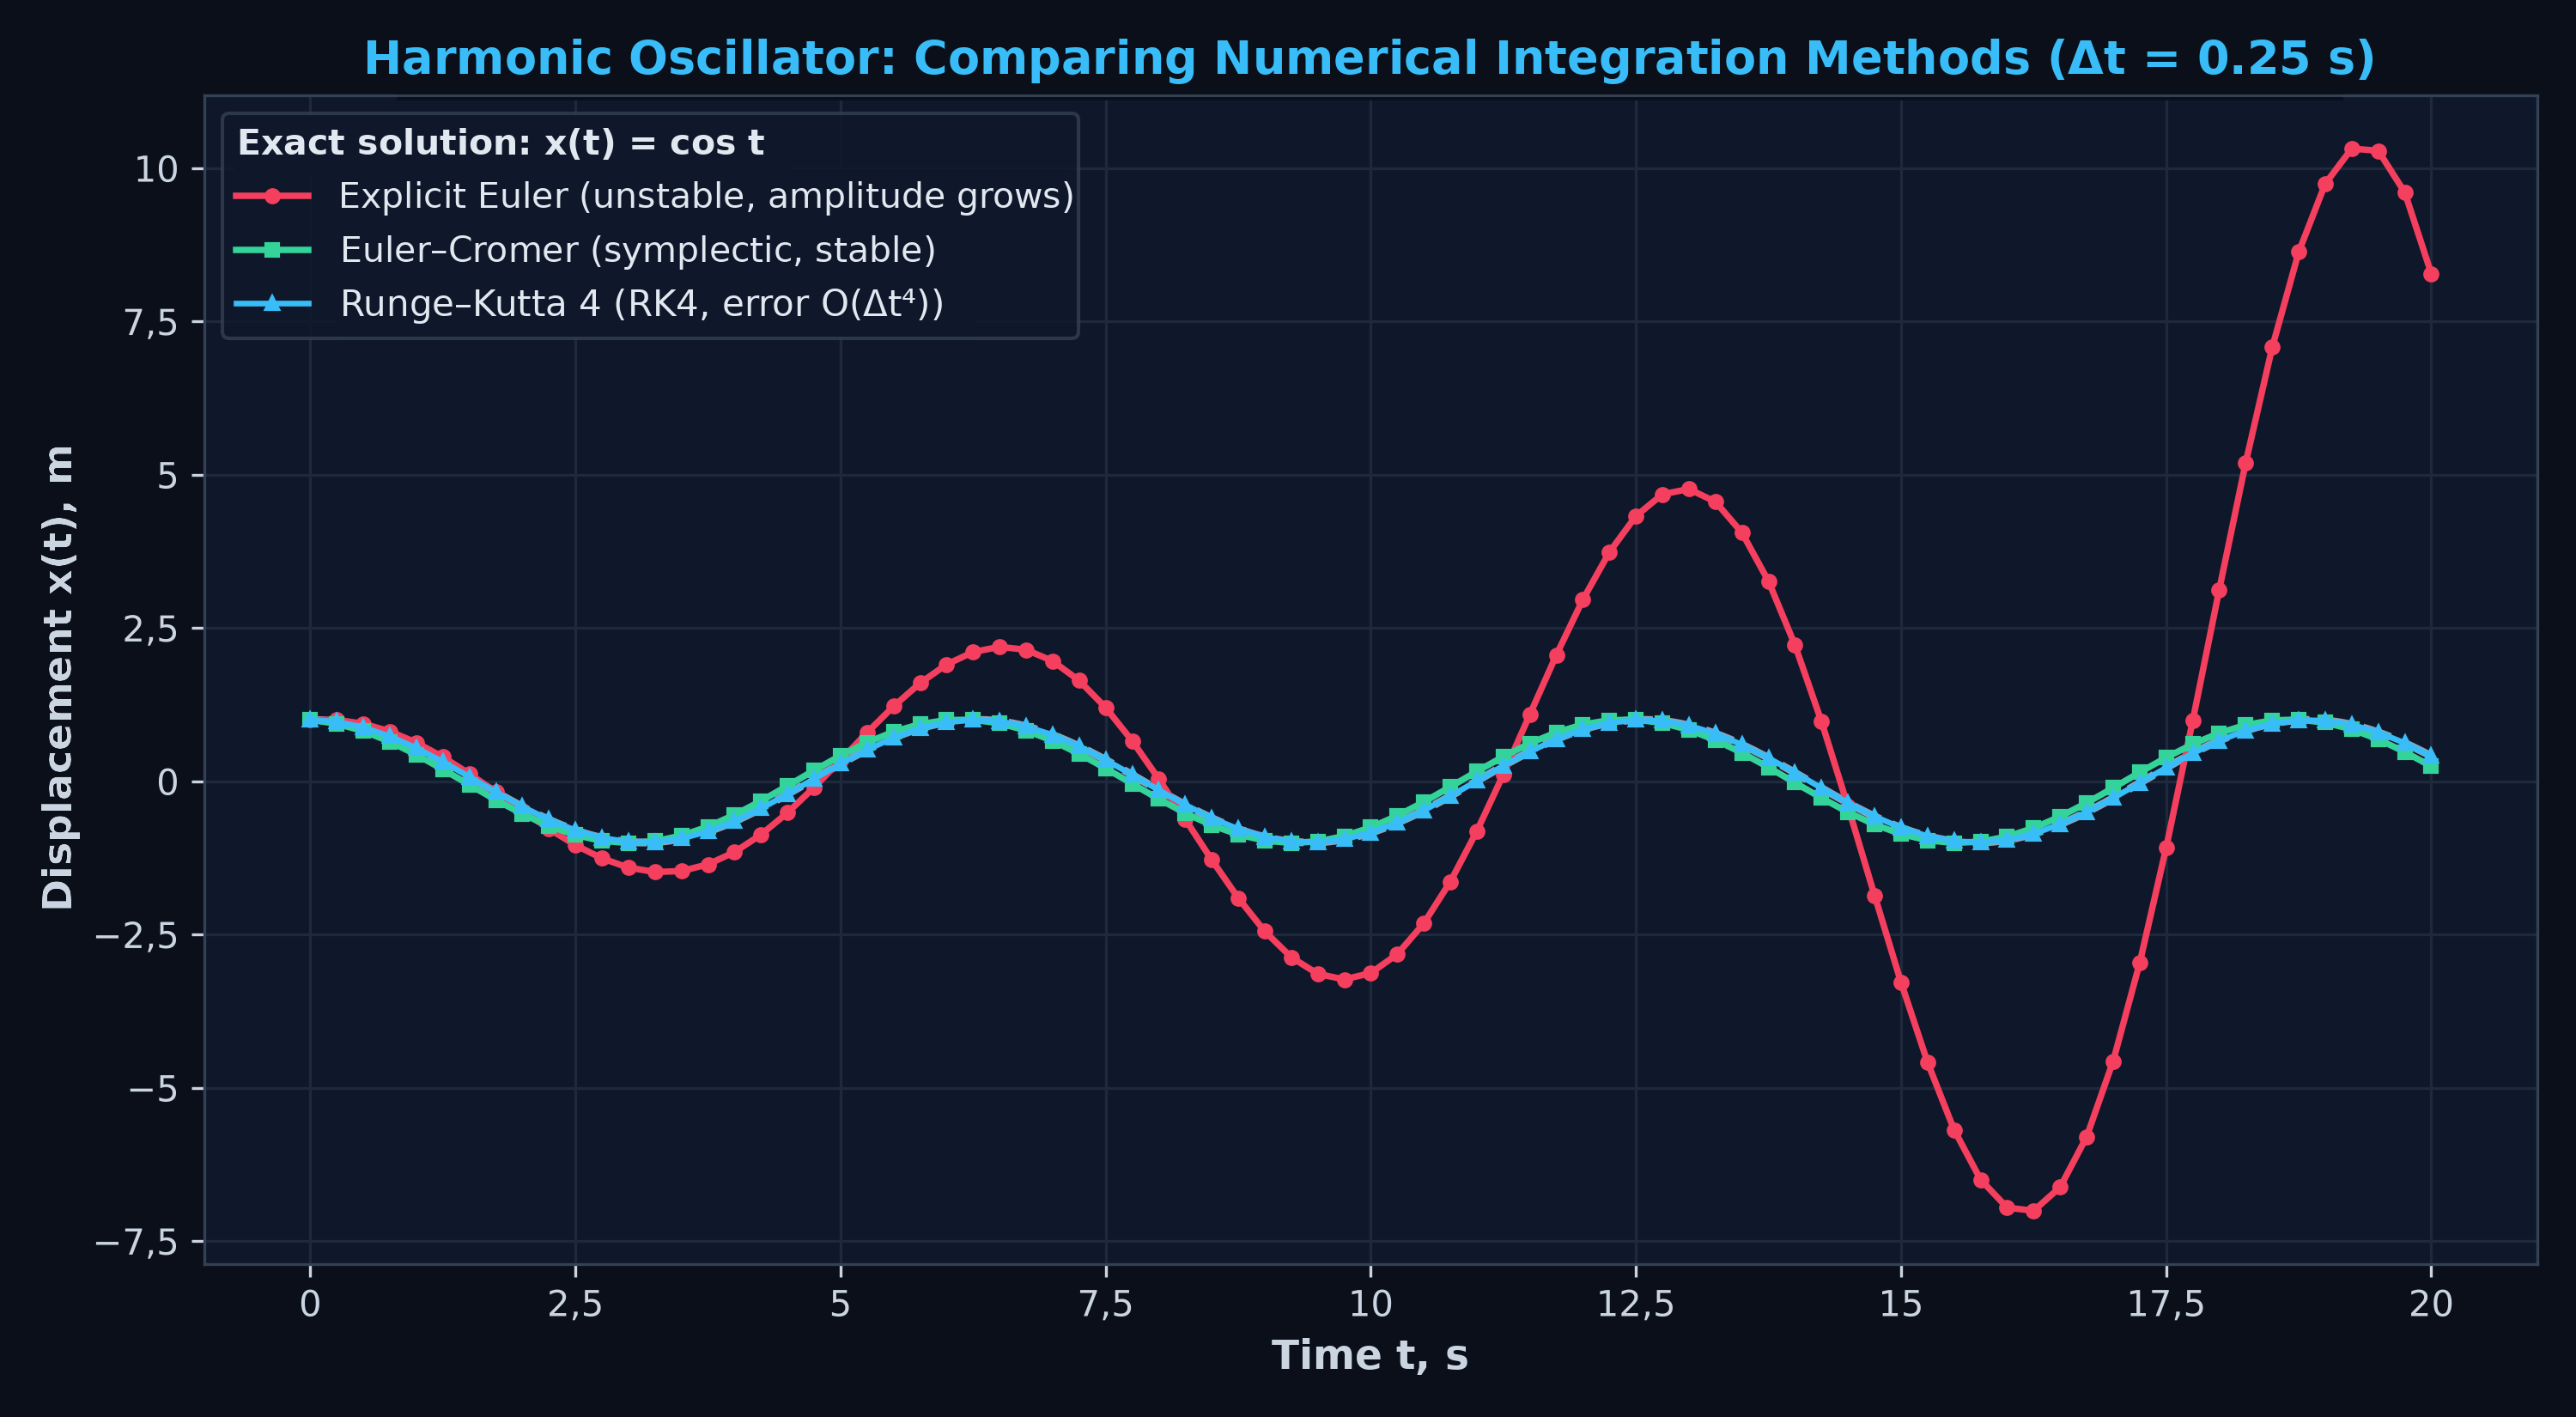 Harmonic Oscillator: Comparing Numerical Integration Methods (Δt = 0.25 s)
Exact solution: x(t) = cos t
Explicit Euler (unstable, amplitude grows)
Euler–Cromer (symplectic, stable)
Runge–Kutta 4 (RK4, error O(Δt⁴))
Displacement x(t), m
10
7,5
5
2,5
0
−2,5
−5
−7,5
0 2,5 5 7,5 10 12,5 15 17,5 20
Time t, s